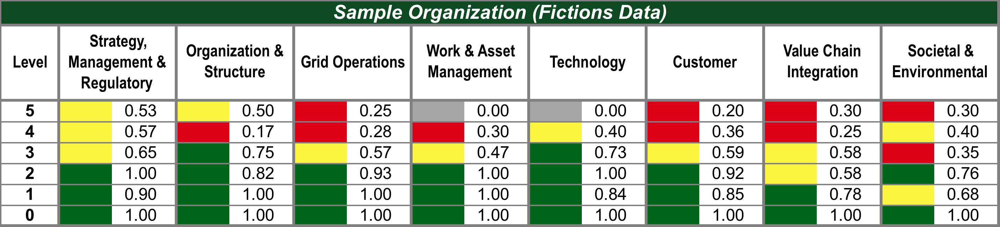 Sample Organization (Fictions Data)
Level
Strategy,
Management &
Regulatory
Organization &
Structure
Grid Operations
Work & Asset
Management
Technology
Customer
Value Chain
Integration
Societal &
Environmental
5 0.53 0.50 0.25 0.00 0.00 0.20 0.30 0.30
4 0.57 0.17 0.28 0.30 0.40 0.36 0.25 0.40
3 0.65 0.75 0.57 0.47 0.73 0.59 0.58 0.35
2 1.00 0.82 0.93 1.00 1.00 0.92 0.58 0.76
1 0.90 1.00 1.00 1.00 0.84 0.85 0.78 0.68
0 1.00 1.00 1.00 1.00 1.00 1.00 1.00 1.00